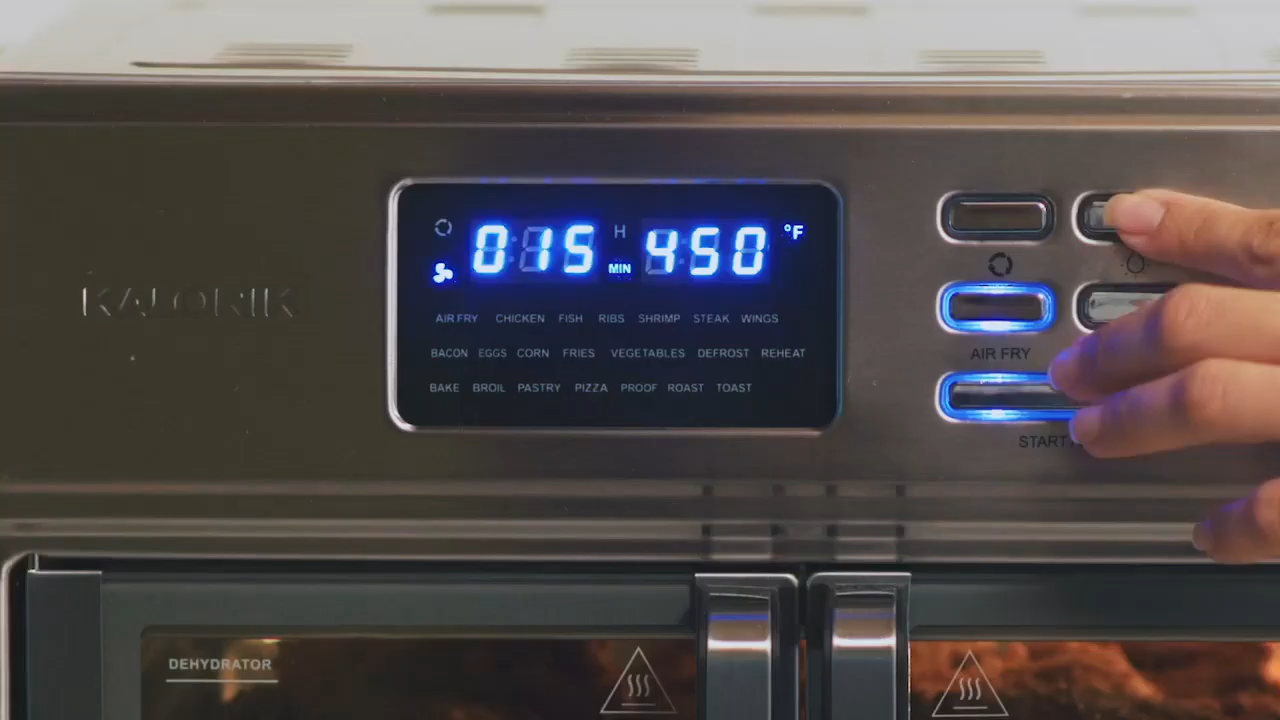 KALORIK
015 H MIN 450 °F
AIR FRY CHICKEN FISH RIBS SHRIMP STEAK WINGS
BACON EGGS CORN FRIES VEGETABLES DEFROST REHEAT
BAKE BROIL PASTRY PIZZA PROOF ROAST TOAST
AIR FRY
START
DEHYDRATOR